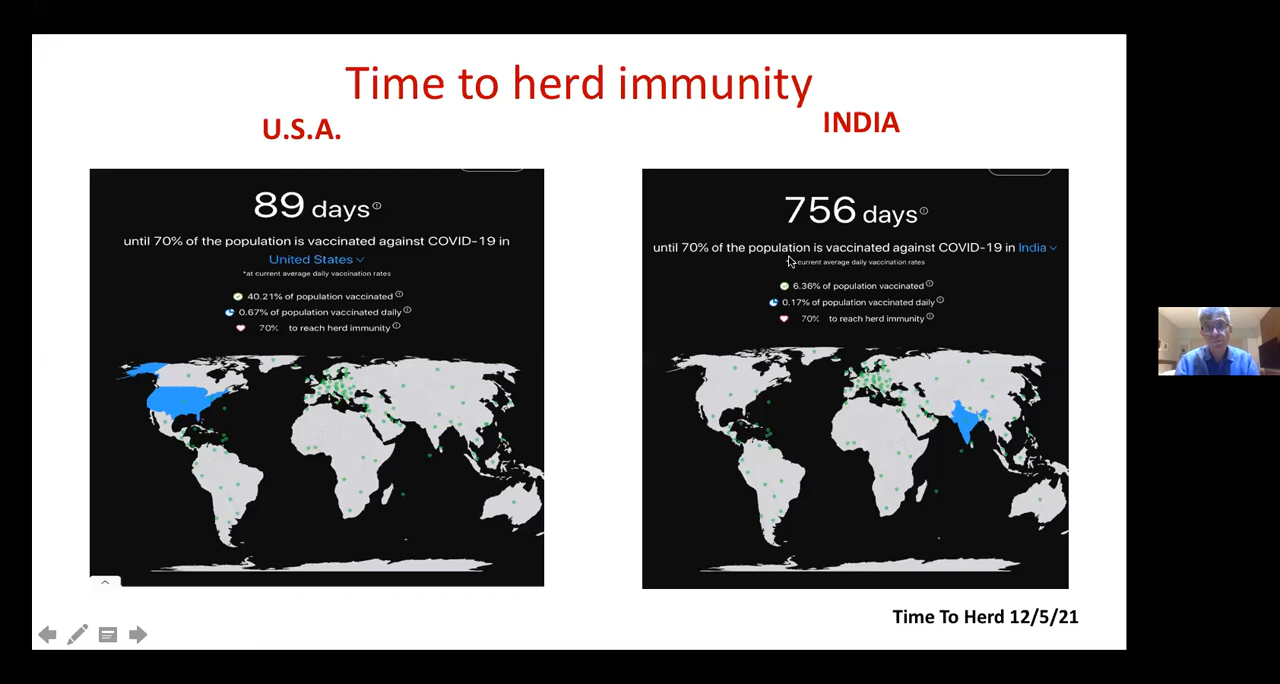 Time to herd immunity
U.S.A.
INDIA
89 days
until 70% of the population is vaccinated against COVID-19 in
United States
*at current average daily vaccination rates
40.21% of population vaccinated
0.67% of population vaccinated daily
70% to reach herd immunity
756 days
until 70% of the population is vaccinated against COVID-19 in India
current average daily vaccination rates
6.36% of population vaccinated
0.17% of population vaccinated daily
70% to reach herd immunity
Time To Herd 12/5/21